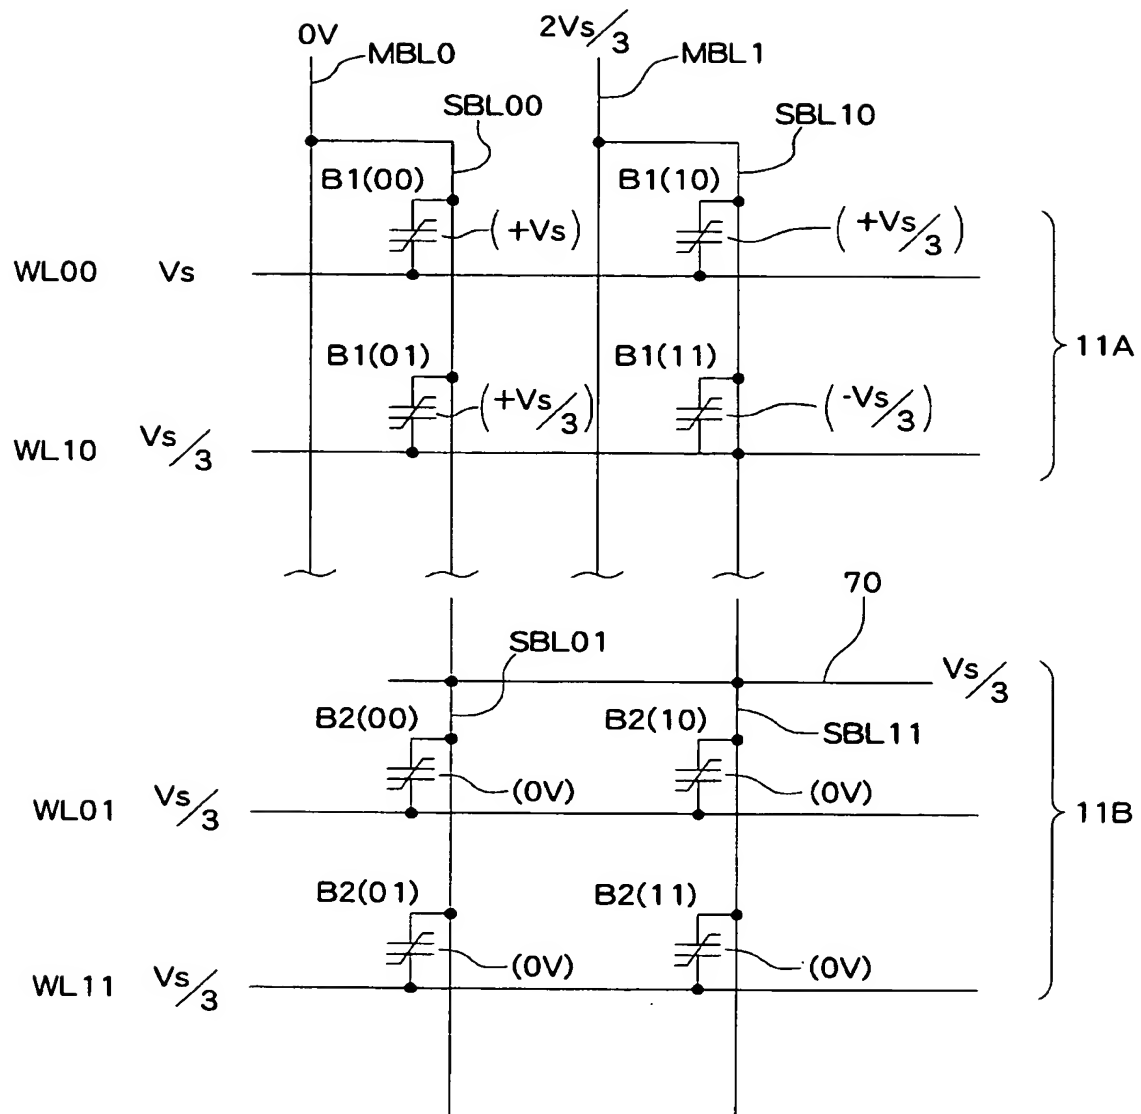 0V
2Vs/3
MBL0
MBL1
SBL00
SBL10
B1(00)
B1(10)
(+Vs)
(+Vs/3)
WL00 Vs
B1(01)
B1(11)
11A
(+Vs/3)
(-Vs/3)
WL10 Vs/3
70
SBL01
Vs/3
B2(00)
B2(10)
SBL11
(0V)
(0V)
WL01 Vs/3
11B
B2(01)
B2(11)
(0V)
(0V)
WL11 Vs/3